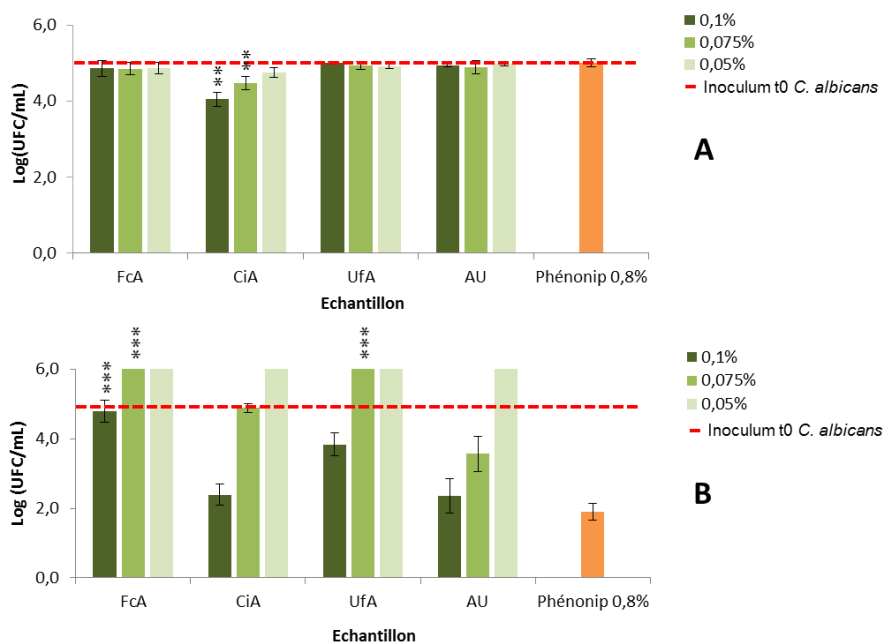 6,0
4,0
2,0
0,0
Log(UFC/mL)
**
**
FcA
CiA
UfA
AU
Phénonip 0,8%
Echantillon
0,1%
0,075%
0,05%
Inoculum t0 C. albicans
A
6,0
4,0
2,0
0,0
Log (UFC/mL)
***
***
***
FcA
CiA
UfA
AU
Phénonip 0,8%
Echantillon
0,1%
0,075%
0,05%
Inoculum t0 C. albicans
B